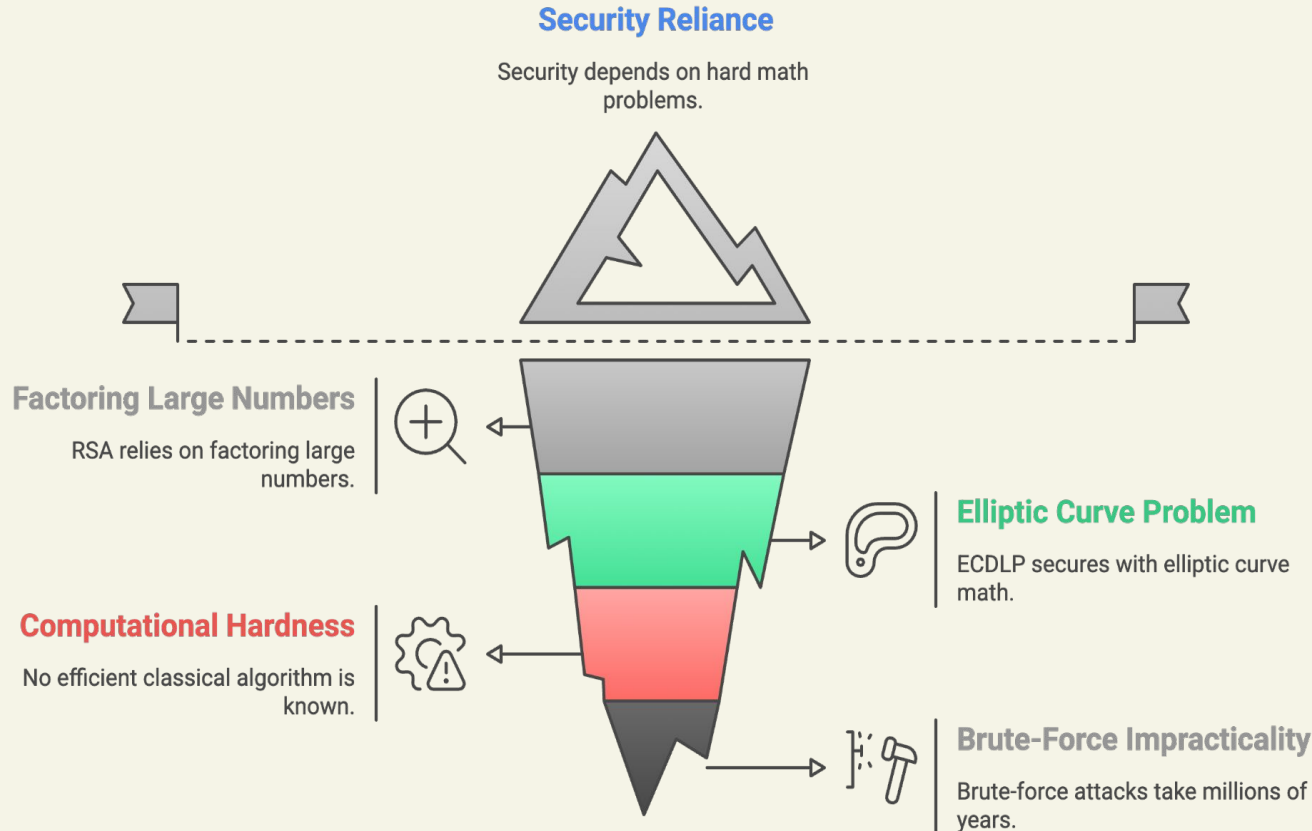 Security Reliance
Security depends on hard math
problems.
Factoring Large Numbers
RSA relies on factoring large
numbers.
Elliptic Curve Problem
ECDLP secures with elliptic curve
math.
Computational Hardness
No efficient classical algorithm is
known.
Brute-Force Impracticality
Brute-force attacks take millions of
years.